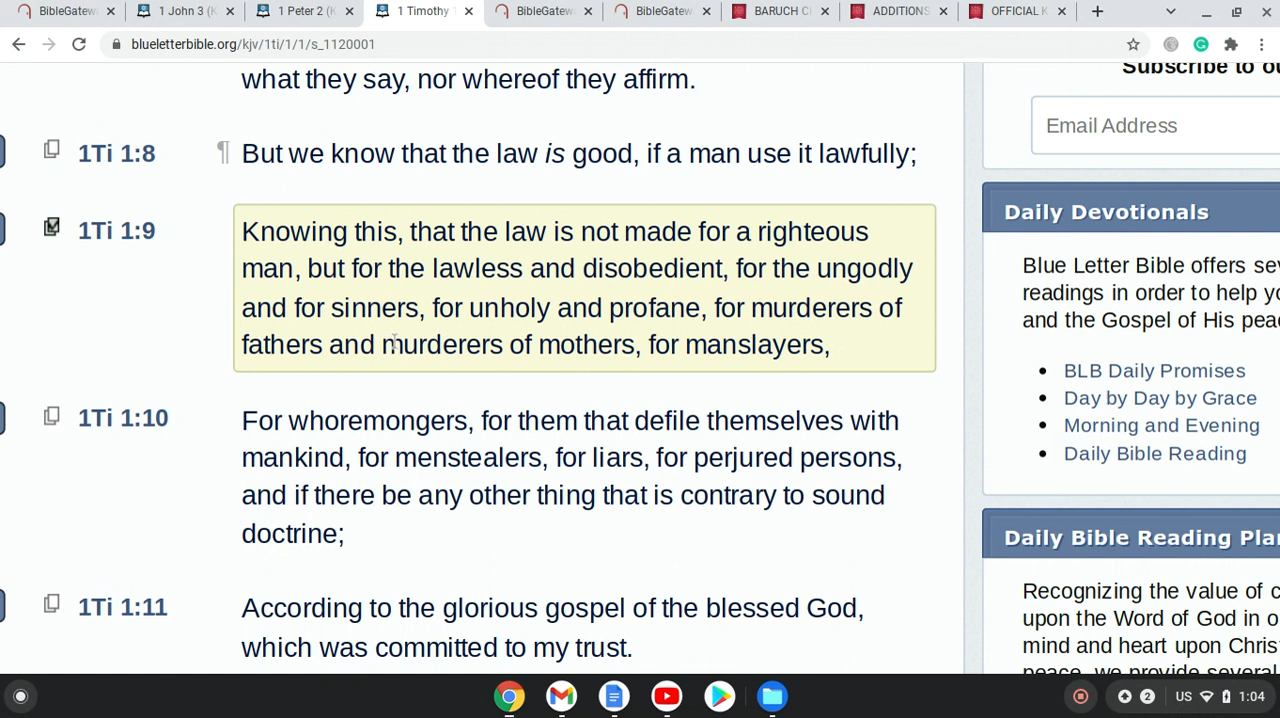 BibleGatew
1 John 3 (K
1 Peter 2 (K
1 Timothy
BibleGatew
BibleGatew
BARUCH C
ADDITIONS
OFFICIAL K
blueletterbible.org/kjv/1ti/1/1/s_1120001
what they say, nor whereof they affirm.
1Ti 1:8 ¶ But we know that the law is good, if a man use it lawfully;
1Ti 1:9 Knowing this, that the law is not made for a righteous
man, but for the lawless and disobedient, for the ungodly
and for sinners, for unholy and profane, for murderers of
fathers and murderers of mothers, for manslayers,
1Ti 1:10 For whoremongers, for them that defile themselves with
mankind, for menstealers, for liars, for perjured persons,
and if there be any other thing that is contrary to sound
doctrine;
1Ti 1:11 According to the glorious gospel of the blessed God,
which was committed to my trust.
Subscribe to ou
Email Address
Daily Devotionals
Blue Letter Bible offers sev
readings in order to help yo
and the Gospel of His peac
BLB Daily Promises
Day by Day by Grace
Morning and Evening
Daily Bible Reading
Daily Bible Reading Plan
Recognizing the value of c
upon the Word of God in o
mind and heart upon Chris
peace, we provide several
2 US 1:04